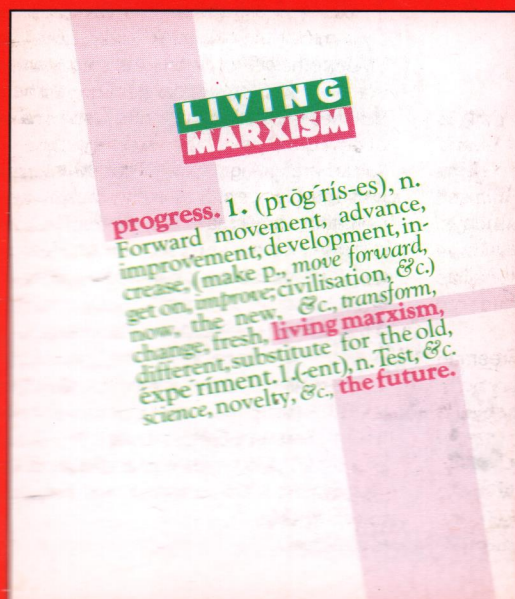 LIVING
MARXISM
progress. 1. (prŏg´rís-es), n.
Forward movement, advance,
improvement, development, in-
crease. (make p., move forward,
get on, improve; civilisation, &c.)
now, the new, &c., transform,
change, fresh, living marxism,
different, substitute for the old,
ĕxpe´riment. 1. (-ent), n. Test, &c.
science, novelty, &c., the future.